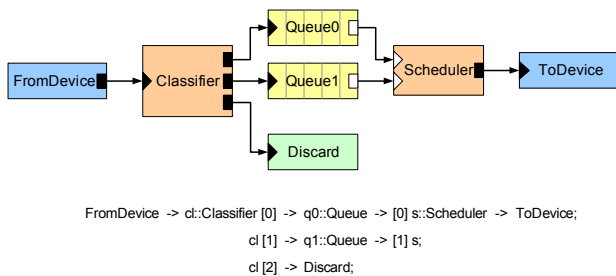 Queue0
FromDevice Classifier Queue1 Scheduler ToDevice
Discard
FromDevice -> cl::Classifier [0] -> q0::Queue -> [0] s::Scheduler -> ToDevice;
cl [1] -> q1::Queue -> [1] s;
cl [2] -> Discard;